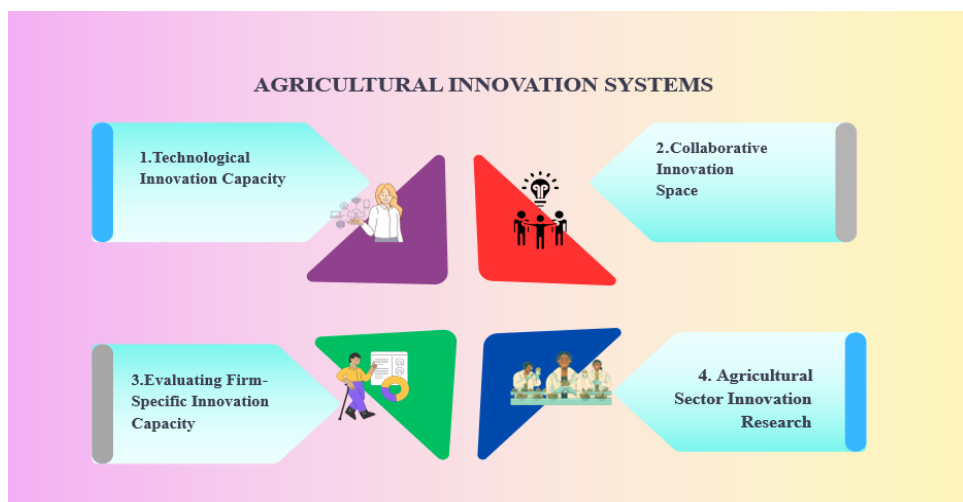 AGRICULTURAL INNOVATION SYSTEMS
1.Technological
Innovation Capacity
2.Collaborative
Innovation
Space
3.Evaluating Firm-
Specific Innovation
Capacity
4. Agricultural
Sector Innovation
Research